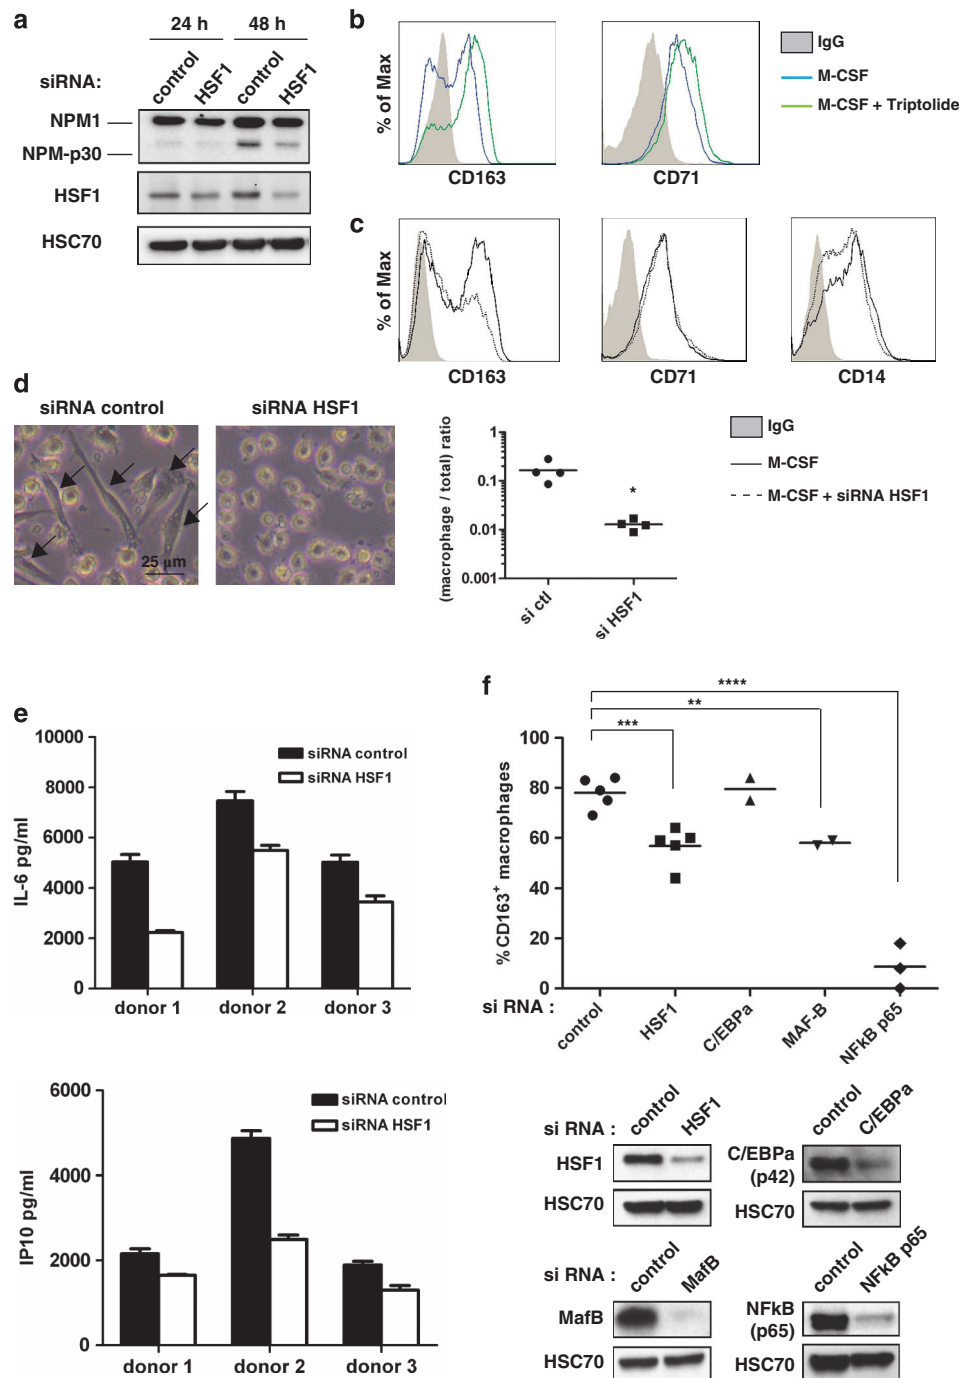 a
24 h
48 h
siRNA:
control
HSF1
control
HSF1
NPM1
NPM-p30
HSF1
HSC70
b
% of Max
CD163
CD71
IgG
M-CSF
M-CSF + Triptolide
c
% of Max
CD163
CD71
CD14
IgG
M-CSF
M-CSF + siRNA HSF1
d
siRNA control
siRNA HSF1
25 µm
(macrophage / total) ratio
1
0.1
0.01
0.001
*
si ctl
si HSF1
e
IL-6 pg/ml
10000
8000
6000
4000
2000
0
siRNA control
siRNA HSF1
donor 1
donor 2
donor 3
IP10 pg/ml
6000
4000
2000
0
siRNA control
siRNA HSF1
donor 1
donor 2
donor 3
f
****
**
***
%CD163+ macrophages
100
80
60
40
20
0
si RNA :
control
HSF1
C/EBPa
MAF-B
NFkB p65
si RNA :
control
HSF1
HSF1
HSC70
control
C/EBPa
C/EBPa
(p42)
HSC70
si RNA :
control
MafB
MafB
HSC70
control
NFkB p65
NFkB
(p65)
HSC70